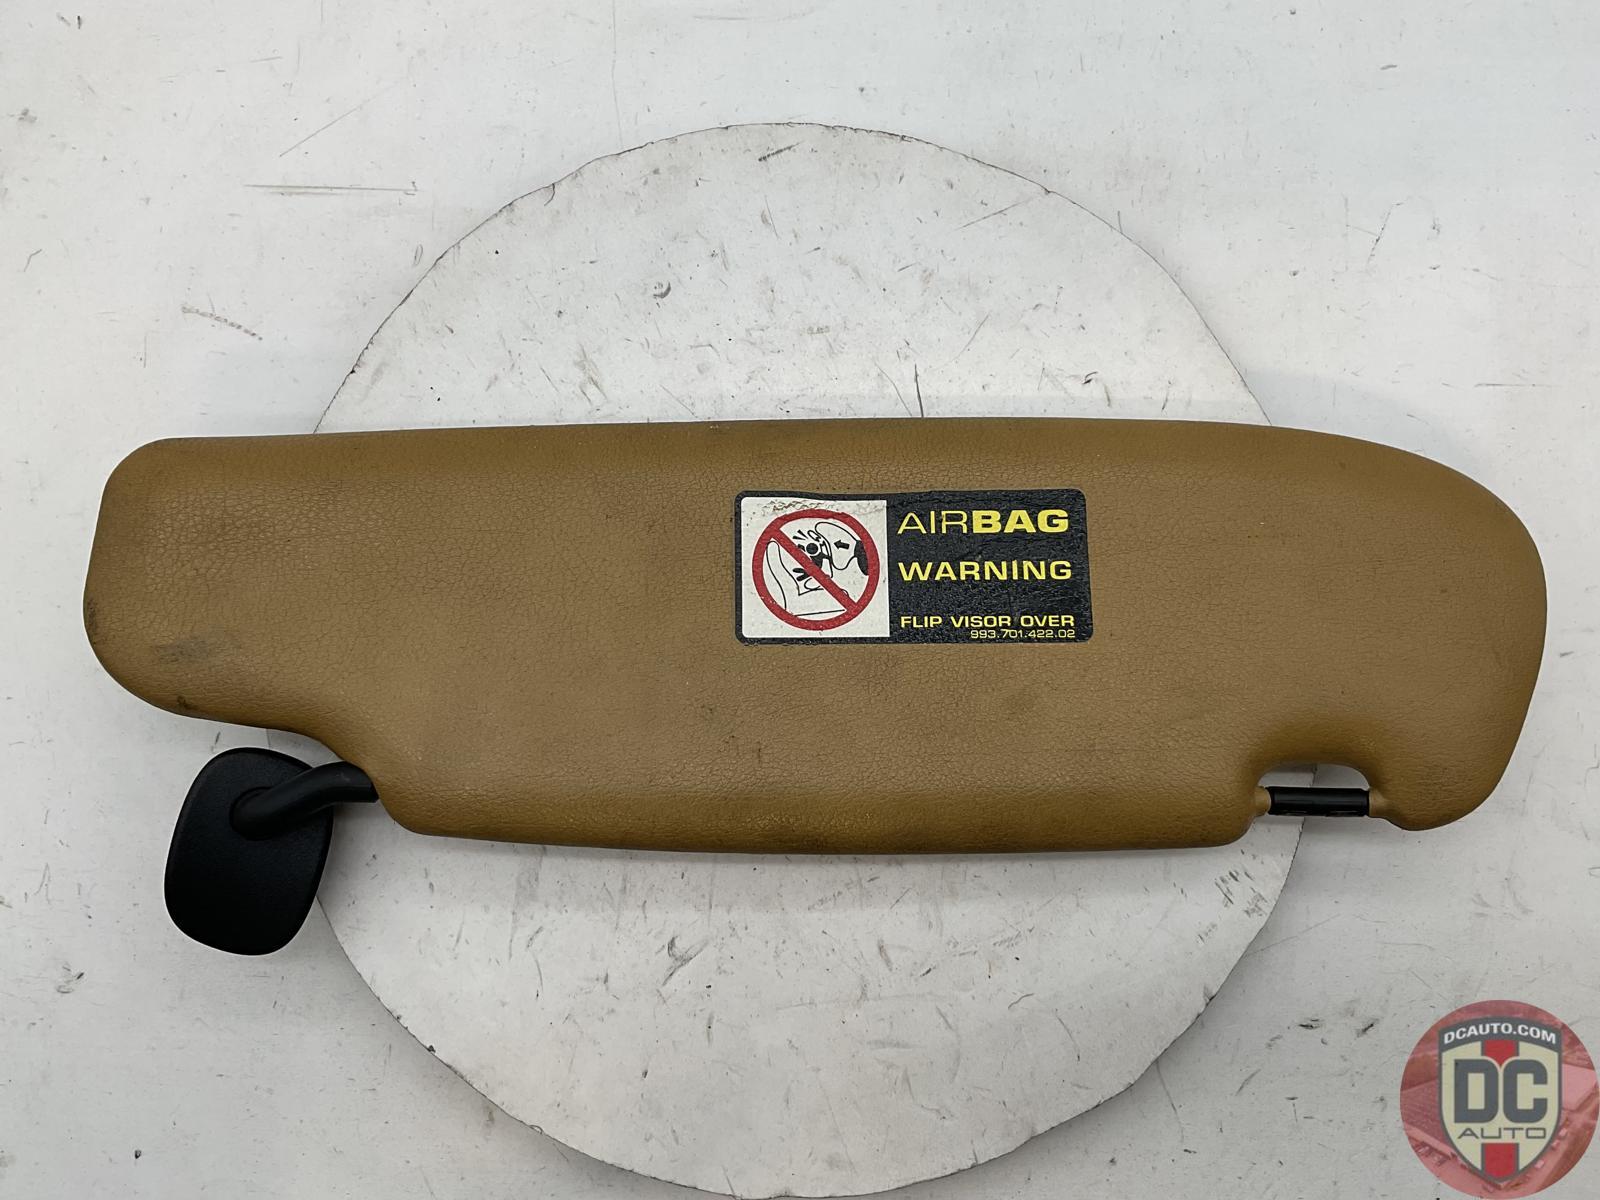 AIRBAG
WARNING
FLIP VISOR OVER
993.701.422.02
DCAUTO.COM
DC
AUTO